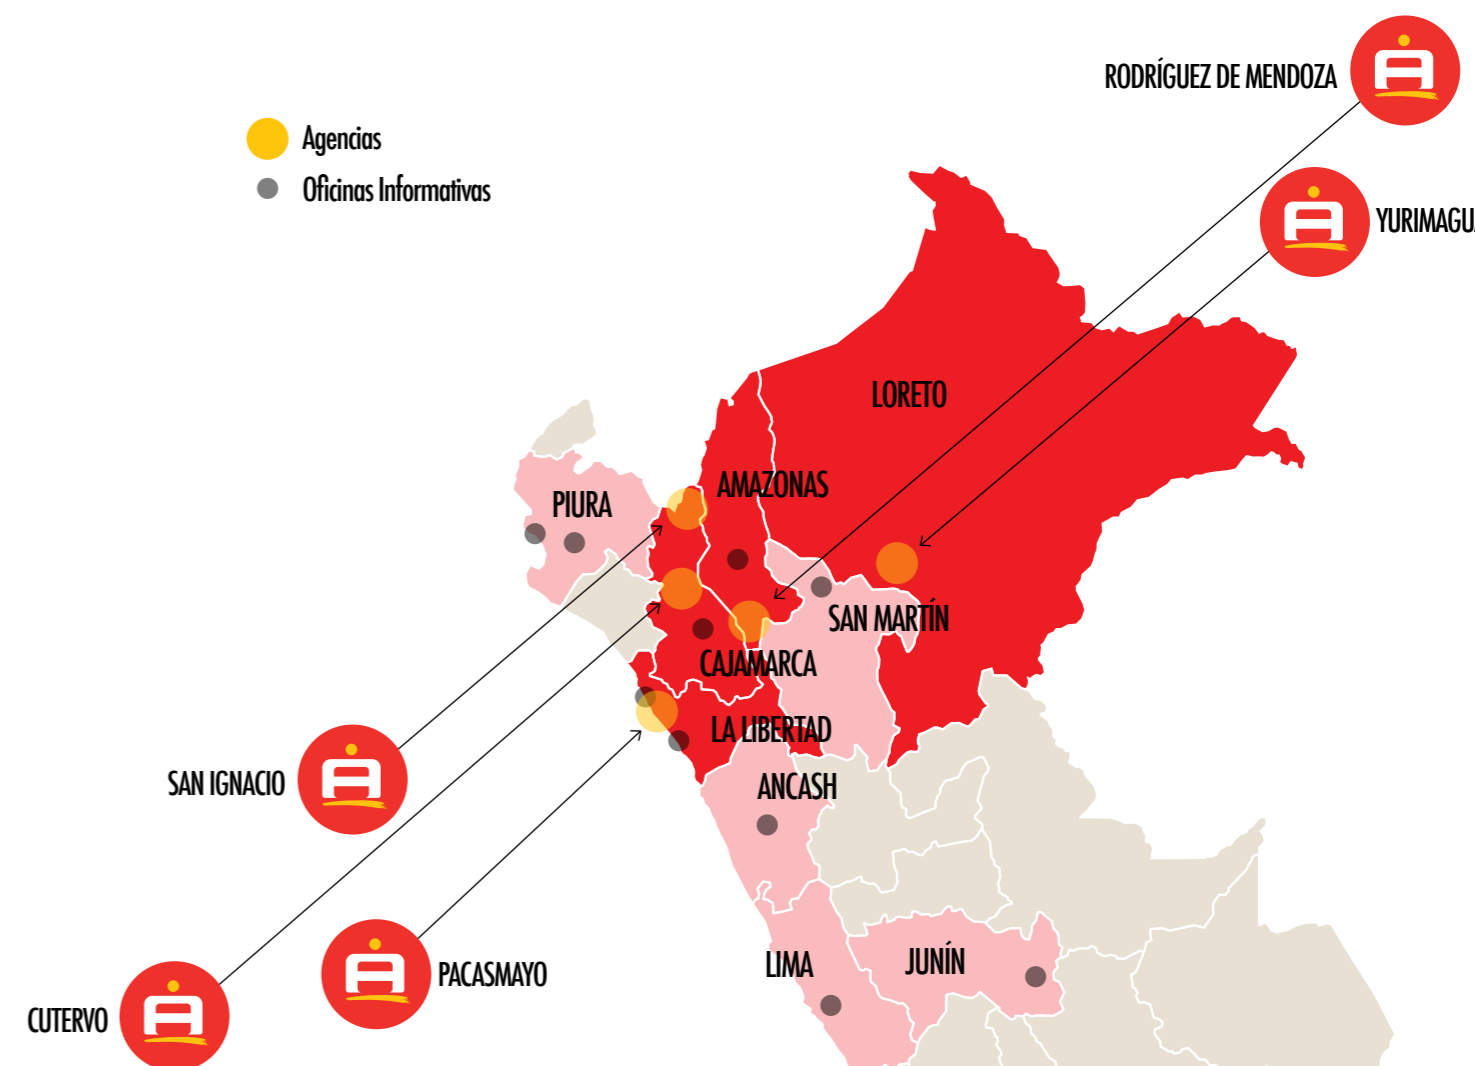 RODRÍGUEZ DE MENDOZA
Agencias
Oficinas Informativas
LORETO
AMAZONAS
PIURA
SAN MARTÍN
CAJAMARCA
LA LIBERTAD
SAN IGNACIO
ANCASH
LIMA
JUNÍN
PACASMAYO
CUTERVO